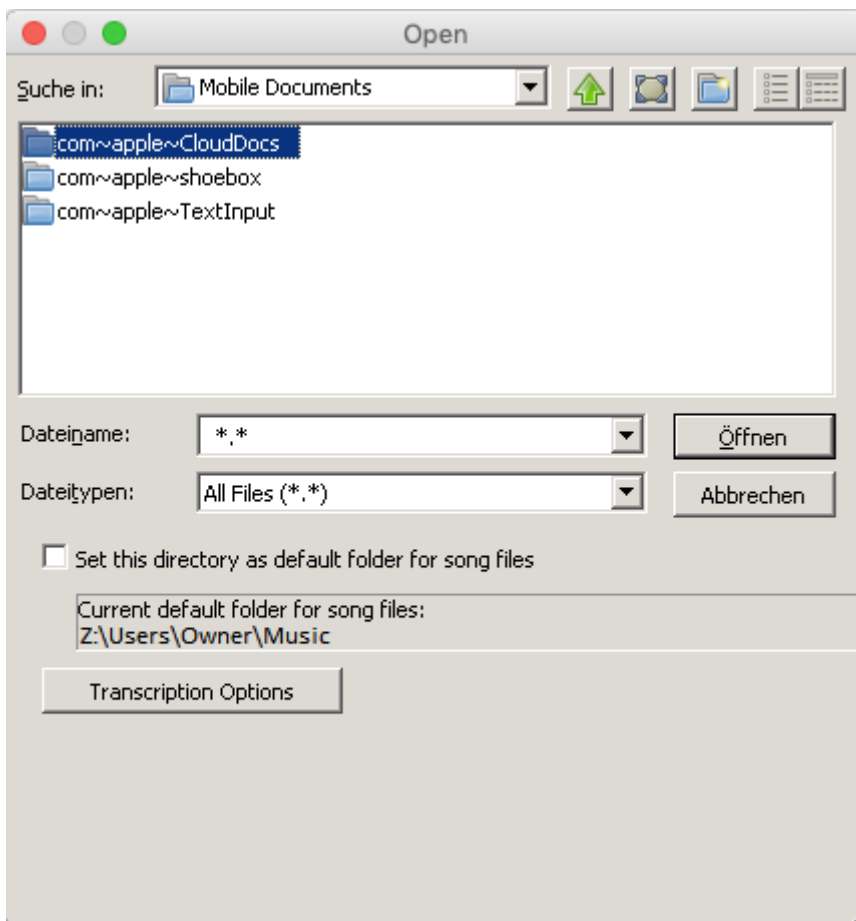 Open
Suche in: Mobile Documents
com~apple~CloudDocs
com~apple~shoebox
com~apple~TextInput
Dateiname: *.* Öffnen
Dateitypen: All Files (*.*) Abbrechen
Set this directory as default folder for song files
Current default folder for song files:
Z:\Users\Owner\Music
Transcription Options